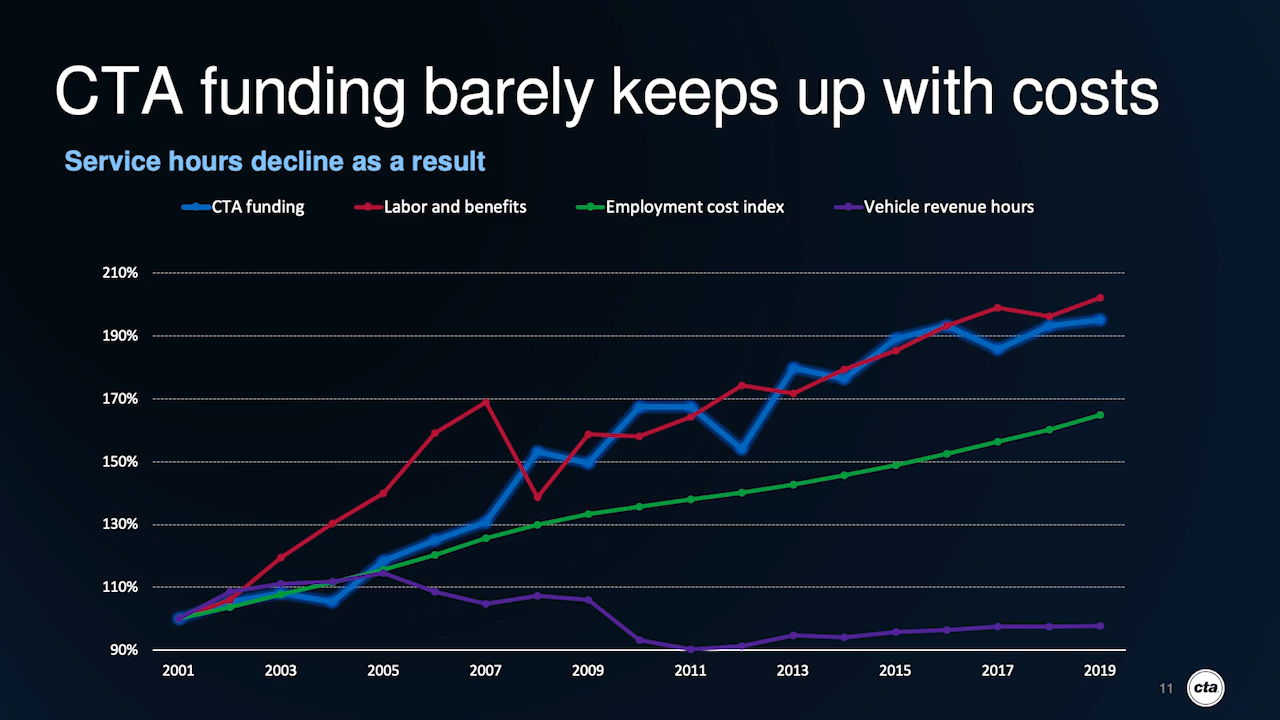 CTA funding barely keeps up with costs
Service hours decline as a result
CTA funding Labor and benefits Employment cost index Vehicle revenue hours
210%
190%
170%
150%
130%
110%
90%
2001 2003 2005 2007 2009 2011 2013 2015 2017 2019
11 cta